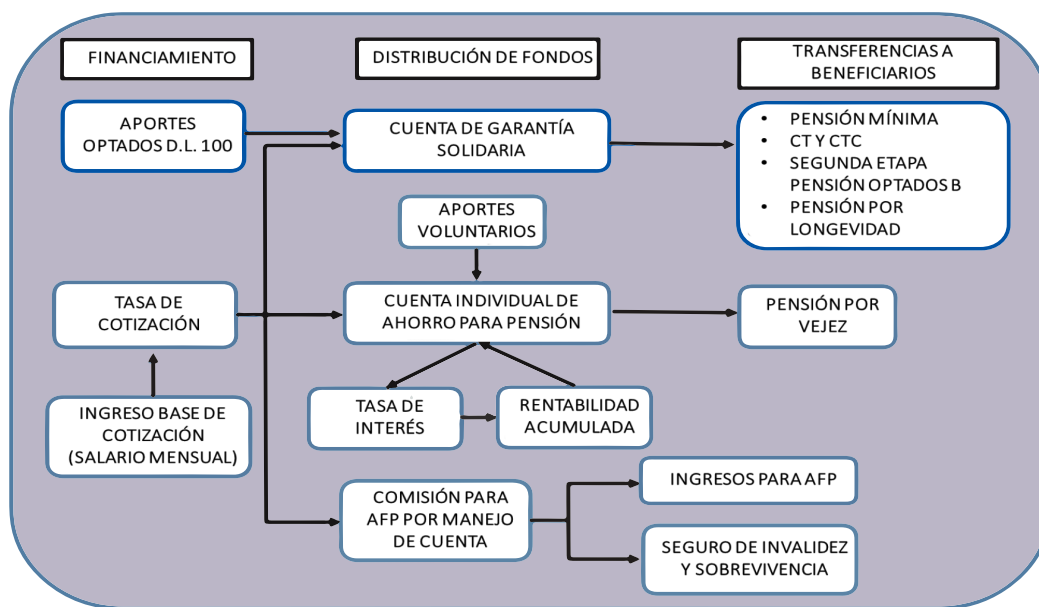 FINANCIAMIENTO
DISTRIBUCIÓN DE FONDOS
TRANSFERENCIAS A
BENEFICIARIOS
APORTES
OPTADOS D.L. 100
CUENTA DE GARANTÍA
SOLIDARIA
• PENSIÓN MÍNIMA
• CT Y CTC
• SEGUNDA ETAPA
PENSIÓN OPTADOS B
• PENSIÓN POR
LONGEVIDAD
APORTES
VOLUNTARIOS
TASA DE
COTIZACIÓN
CUENTA INDIVIDUAL DE
AHORRO PARA PENSIÓN
PENSIÓN POR
VEJEZ
INGRESO BASE DE
COTIZACIÓN
(SALARIO MENSUAL)
TASA DE
INTERÉS
RENTABILIDAD
ACUMULADA
COMISIÓN PARA
AFP POR MANEJO
DE CUENTA
INGRESOS PARA AFP
SEGURO DE INVALIDEZ
Y SOBREVIVENCIA